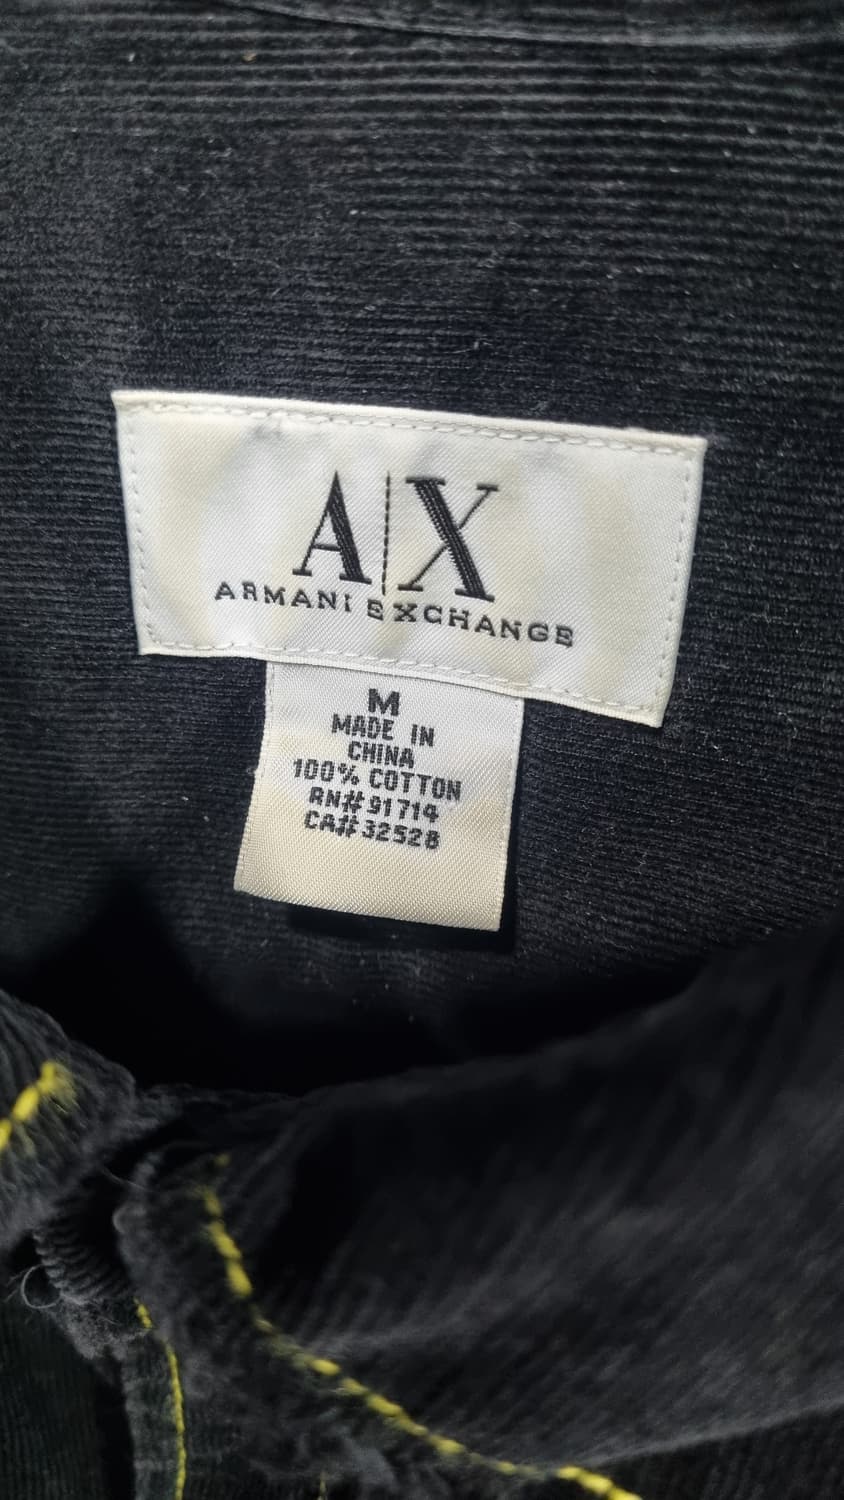 A|X
ARMANI EXCHANGE
M
MADE IN
CHINA
100% COTTON
RN# 91714
CA# 32528